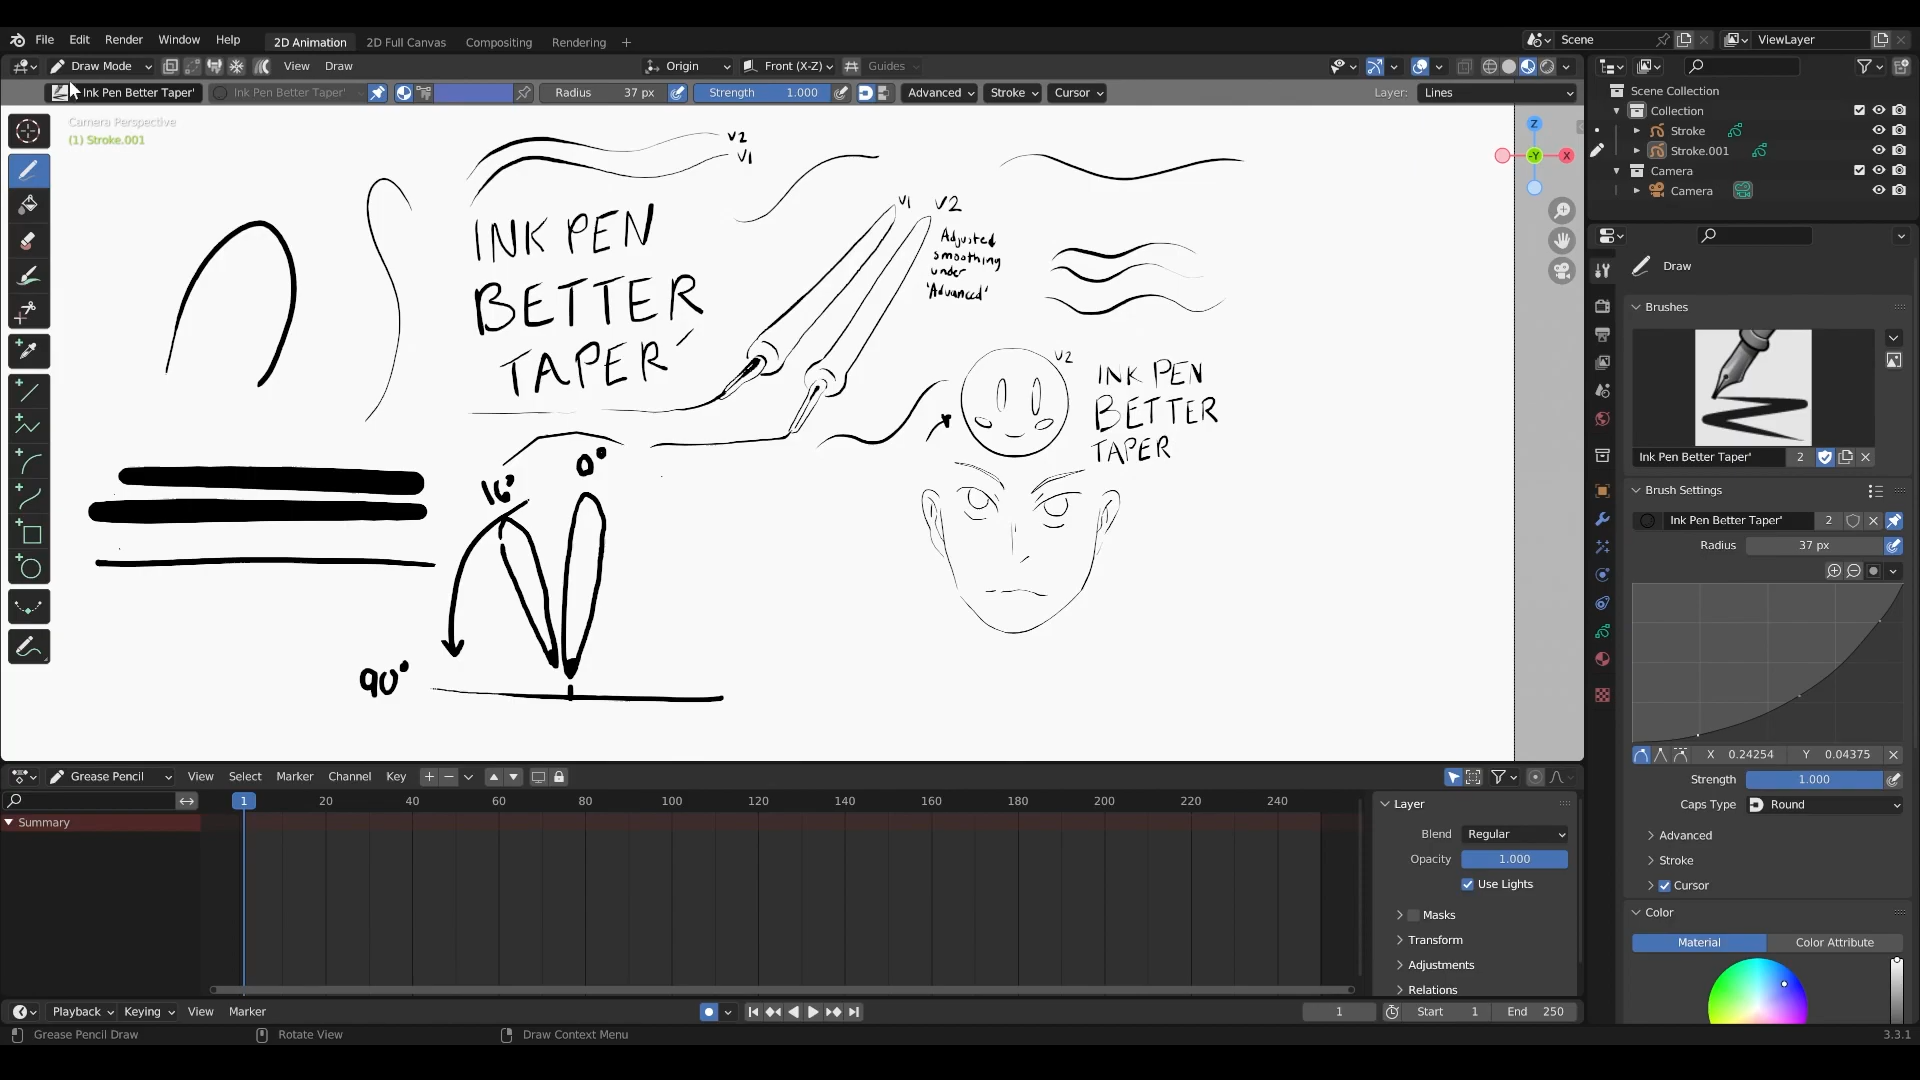 File Edit Render Window Help 2D Animation 2D Full Canvas Compositing Rendering + Scene ViewLayer
Draw Mode View Draw Origin Front (X-Z) Guides
Ink Pen Better Taper' Ink Pen Better Taper' Radius 37 px Strength 1.000 Advanced Stroke Cursor Layer: Lines
Camera Perspective
(1) Stroke.001
V2
V1
INK PEN
BETTER
TAPER'
V1 V2
Adjusted
smoothing
under
'Advanced'
V2
INK PEN
BETTER
TAPER
0°
16°
90°
Z
-Y X
Scene Collection
Collection
Stroke
Stroke.001
Camera
Camera
Draw
Brushes
Ink Pen Better Taper' 2
Brush Settings
Ink Pen Better Taper' 2
Radius 37 px
X 0.24254 Y 0.04375
Strength 1.000
Caps Type Round
Advanced
Stroke
Cursor
Color
Material Color Attribute
Grease Pencil View Select Marker Channel Key
1 20 40 60 80 100 120 140 160 180 200 220 240
Summary
Layer
Blend Regular
Opacity 1.000
Use Lights
Masks
Transform
Adjustments
Relations
Playback Keying View Marker 1 Start 1 End 250
Grease Pencil Draw Rotate View Draw Context Menu 3.3.1